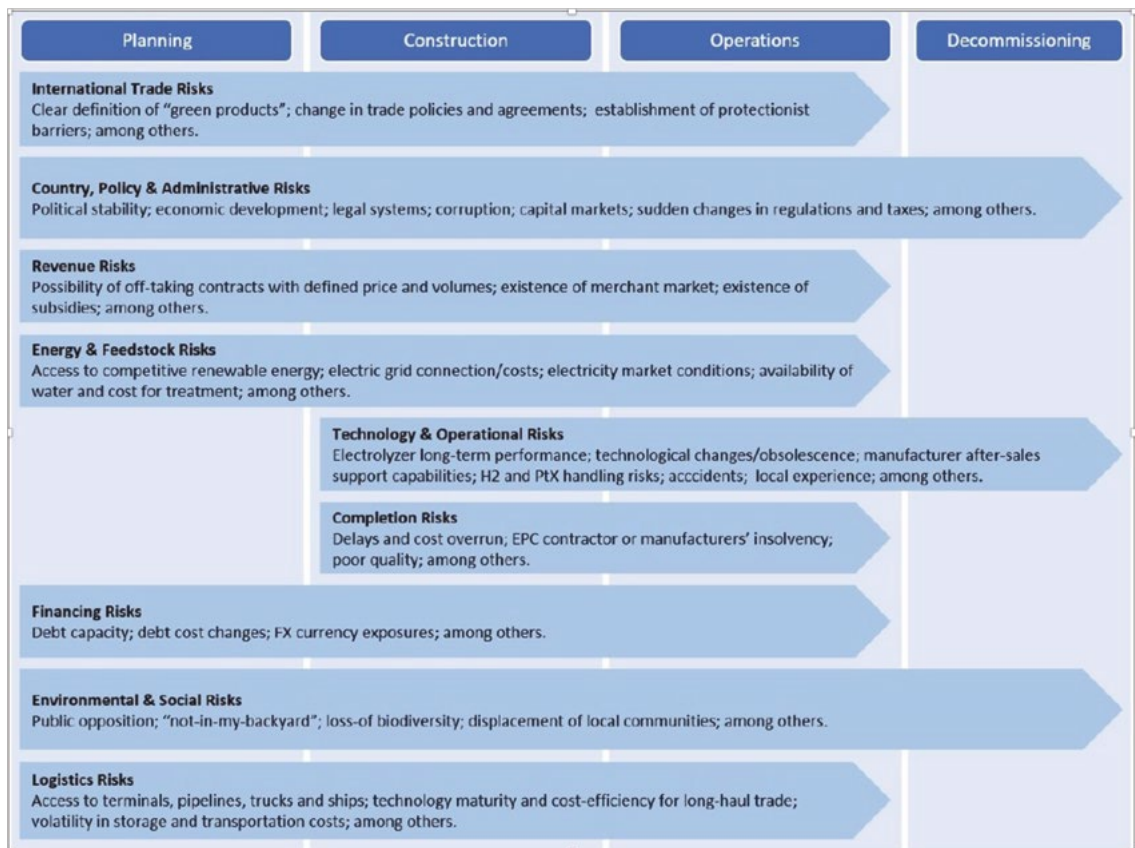 Planning
Construction
Operations
Decommissioning
International Trade Risks
Clear definition of “green products”; change in trade policies and agreements; establishment of protectionist
barriers; among others.
Country, Policy & Administrative Risks
Political stability; economic development; legal systems; corruption; capital markets; sudden changes in regulations and taxes; among others.
Revenue Risks
Possibility of off-taking contracts with defined price and volumes; existence of merchant market; existence of
subsidies; among others.
Energy & Feedstock Risks
Access to competitive renewable energy; electric grid connection/costs; electricity market conditions; availability of
water and cost for treatment; among others.
Technology & Operational Risks
Electrolyzer long-term performance; technological changes/obsolescence; manufacturer after-sales
support capabilities; H2 and PtX handling risks; acccidents; local experience; among others.
Completion Risks
Delays and cost overrun; EPC contractor or manufacturers’ insolvency;
poor quality; among others.
Financing Risks
Debt capacity; debt cost changes; FX currency exposures; among others.
Environmental & Social Risks
Public opposition; “not-in-my-backyard”; loss-of biodiversity; displacement of local communities; among others.
Logistics Risks
Access to terminals, pipelines, trucks and ships; technology maturity and cost-efficiency for long-haul trade;
volatility in storage and transportation costs; among others.